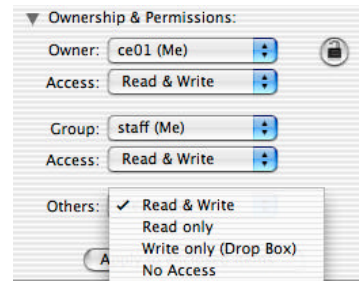 Ownership & Permissions:
Owner: ce01 (Me)
Access: Read & Write
Group: staff (Me)
Access: Read & Write
Others: ✓ Read & Write
Read only
Write only (Drop Box)
No Access